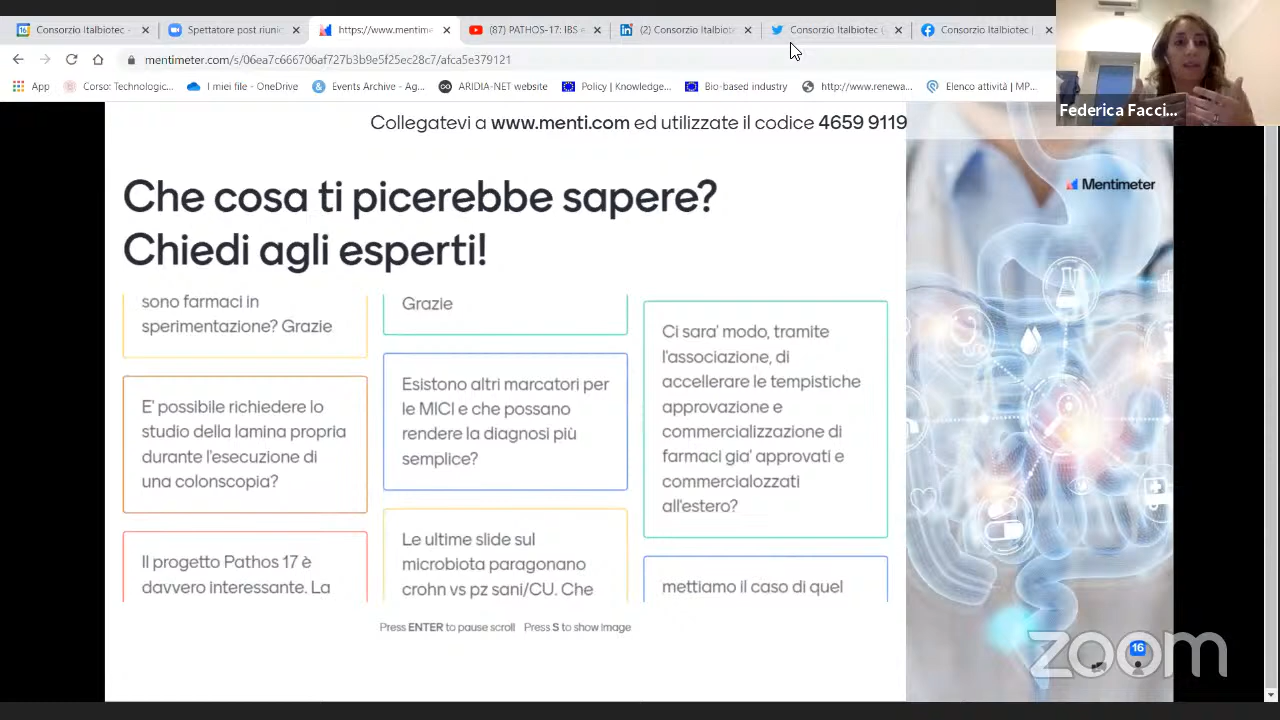 Consorzio Italbiotec -
Spettatore post riunic
https://www.mentime
(87) PATHOS-17: IBS e
(2) Consorzio Italbiote
Consorzio Italbiotec (
Consorzio Italbiotec |
mentimeter.com/s/06ea7c666706af727b3b9e5f25ec28c7/afca5e379121
App
Corso: Technologic...
I miei file - OneDrive
Events Archive - Ag...
ARIDIA-NET website
Policy | Knowledge...
Bio-based industry
http://www.renewa...
Elenco attività | MP...
Federica Facci...
Collegatevi a www.menti.com ed utilizzate il codice 4659 9119
Mentimeter
Che cosa ti picerebbe sapere?
Chiedi agli esperti!
sono farmaci in
sperimentazione? Grazie
E' possibile richiedere lo
studio della lamina propria
durante l'esecuzione di
una colonscopia?
Il progetto Pathos 17 è
davvero interessante. La
Grazie
Esistono altri marcatori per
le MICI e che possano
rendere la diagnosi più
semplice?
Le ultime slide sul
microbiota paragonano
crohn vs pz sani/CU. Che
Ci sara' modo, tramite
l'associazione, di
accellerare le tempistiche
approvazione e
commercializzazione di
farmaci gia' approvati e
commercialozzati
all'estero?
mettiamo il caso di quel
Press ENTER to pause scroll Press S to show image
16
zoom